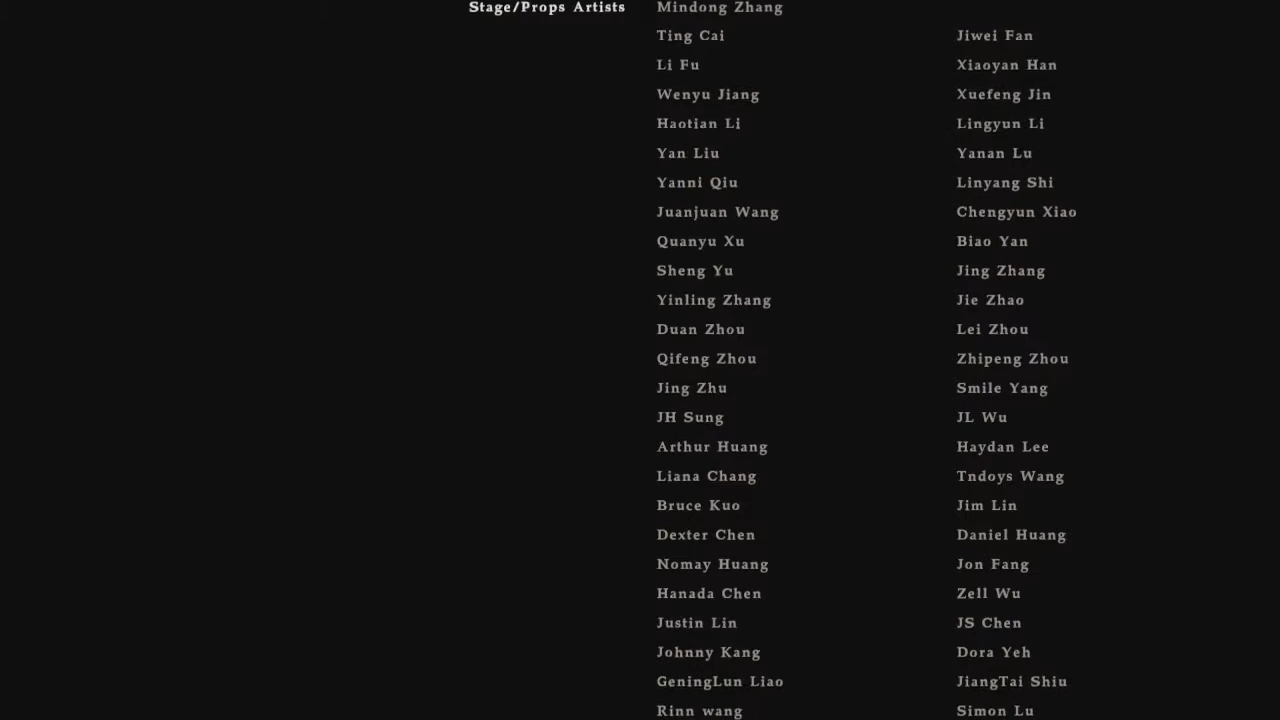 Stage/Props Artists Mindong Zhang
Ting Cai Jiwei Fan
Li Fu Xiaoyan Han
Wenyu Jiang Xuefeng Jin
Haotian Li Lingyun Li
Yan Liu Yanan Lu
Yanni Qiu Linyang Shi
Juanjuan Wang Chengyun Xiao
Quanyu Xu Biao Yan
Sheng Yu Jing Zhang
Yinling Zhang Jie Zhao
Duan Zhou Lei Zhou
Qifeng Zhou Zhipeng Zhou
Jing Zhu Smile Yang
JH Sung JL Wu
Arthur Huang Haydan Lee
Liana Chang Tndoys Wang
Bruce Kuo Jim Lin
Dexter Chen Daniel Huang
Nomay Huang Jon Fang
Hanada Chen Zell Wu
Justin Lin JS Chen
Johnny Kang Dora Yeh
GeningLun Liao JiangTai Shiu
Rinn wang Simon Lu